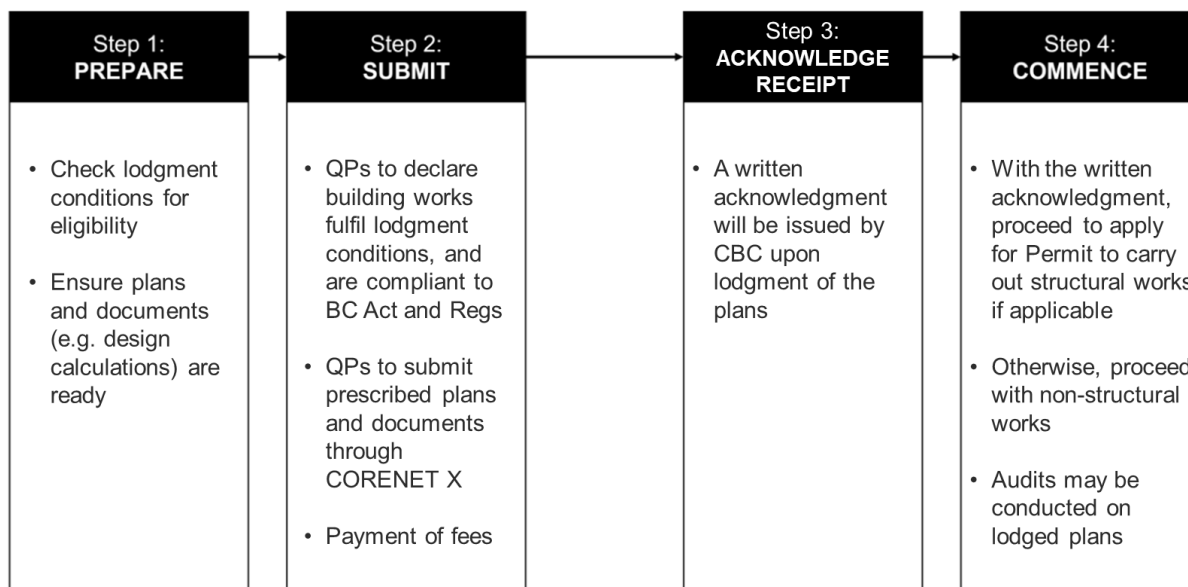 Step 1:
PREPARE
• Check lodgment
conditions for
eligibility
• Ensure plans
and documents
(e.g. design
calculations) are
ready
Step 2:
SUBMIT
• QPs to declare
building works
fulfil lodgment
conditions, and
are compliant to
BC Act and Regs
• QPs to submit
prescribed plans
and documents
through
CORENET X
• Payment of fees
Step 3:
ACKNOWLEDGE
RECEIPT
• A written
acknowledgment
will be issued by
CBC upon
lodgment of the
plans
Step 4:
COMMENCE
• With the written
acknowledgment,
proceed to apply
for Permit to carry
out structural works
if applicable
• Otherwise, proceed
with non-structural
works
• Audits may be
conducted on
lodged plans